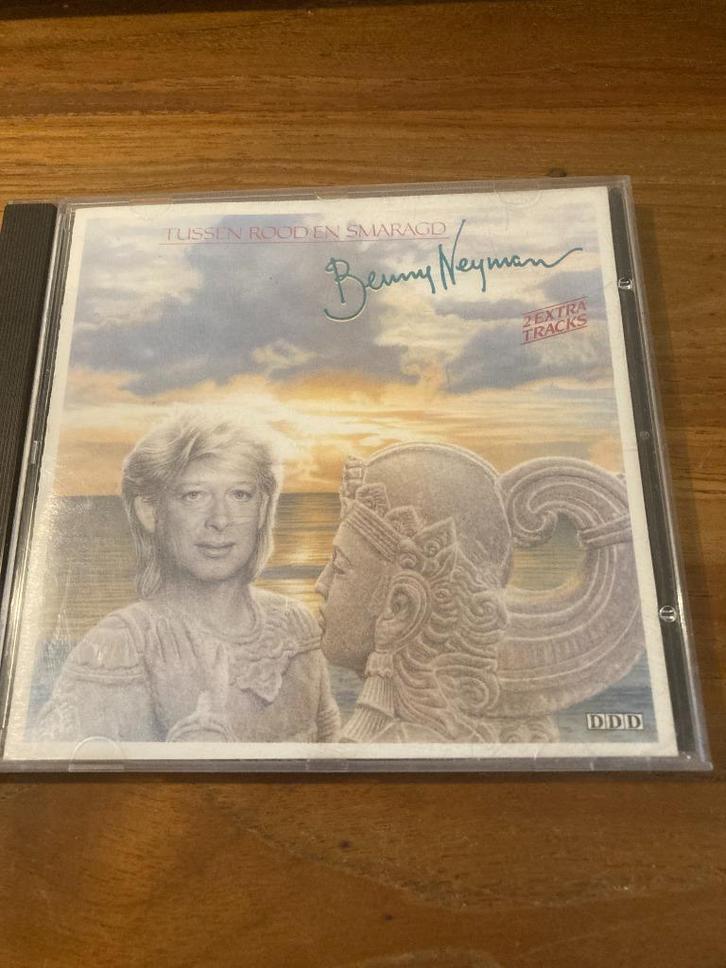 TUSSEN ROOD EN SMARAGD
Benny Neyman
2 EXTRA
TRACKS
DDD